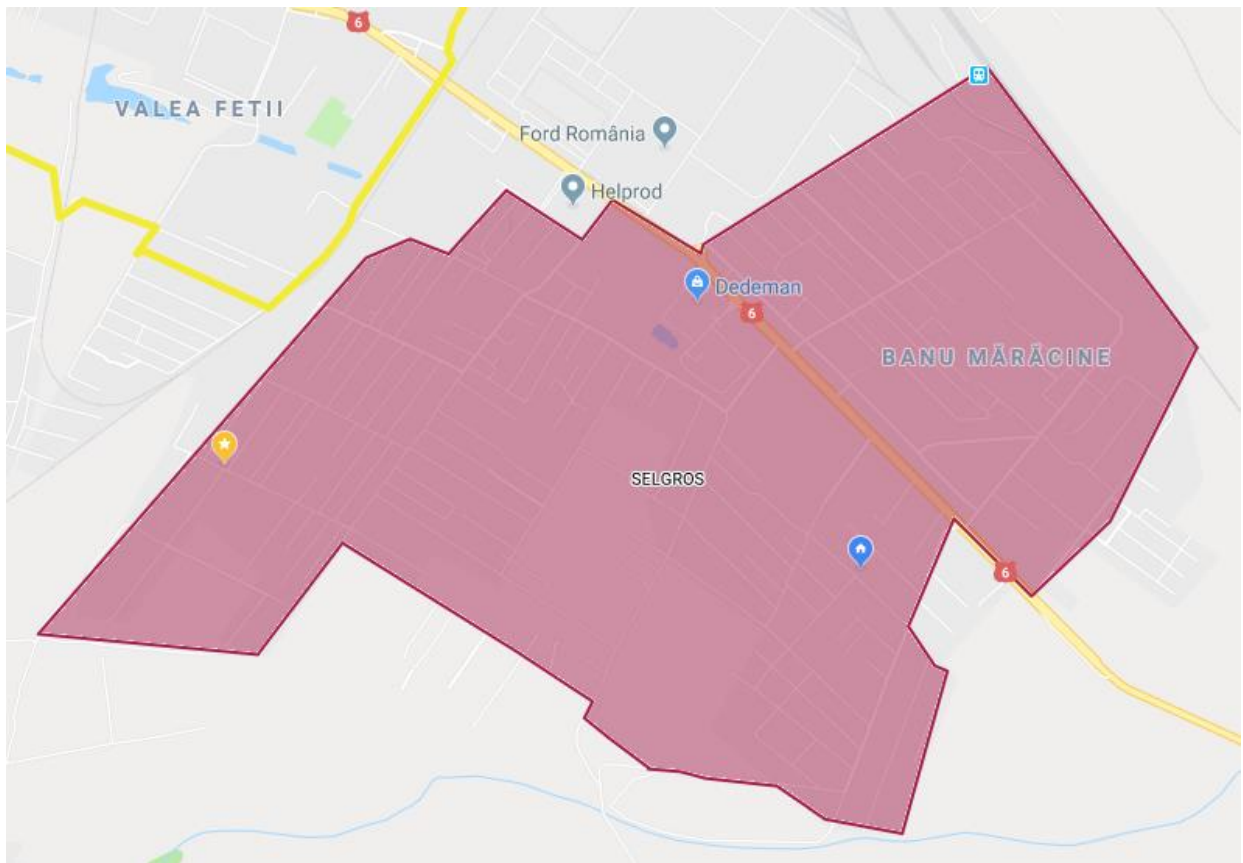 6
VALEA FETII
Ford România
Helprod
Dedeman
6
BANU MĂRĂCINE
SELGROS
6